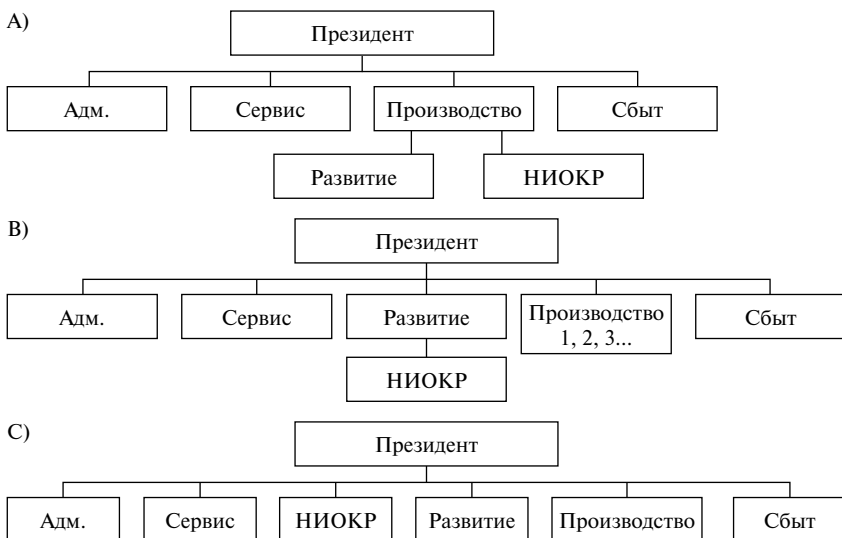 A)
Президент
Адм.
Сервис
Производство
Сбыт
Развитие
НИОКР
B)
Президент
Адм.
Сервис
Развитие
Производство
1, 2, 3...
Сбыт
НИОКР
C)
Президент
Адм.
Сервис
НИОКР
Развитие
Производство
Сбыт